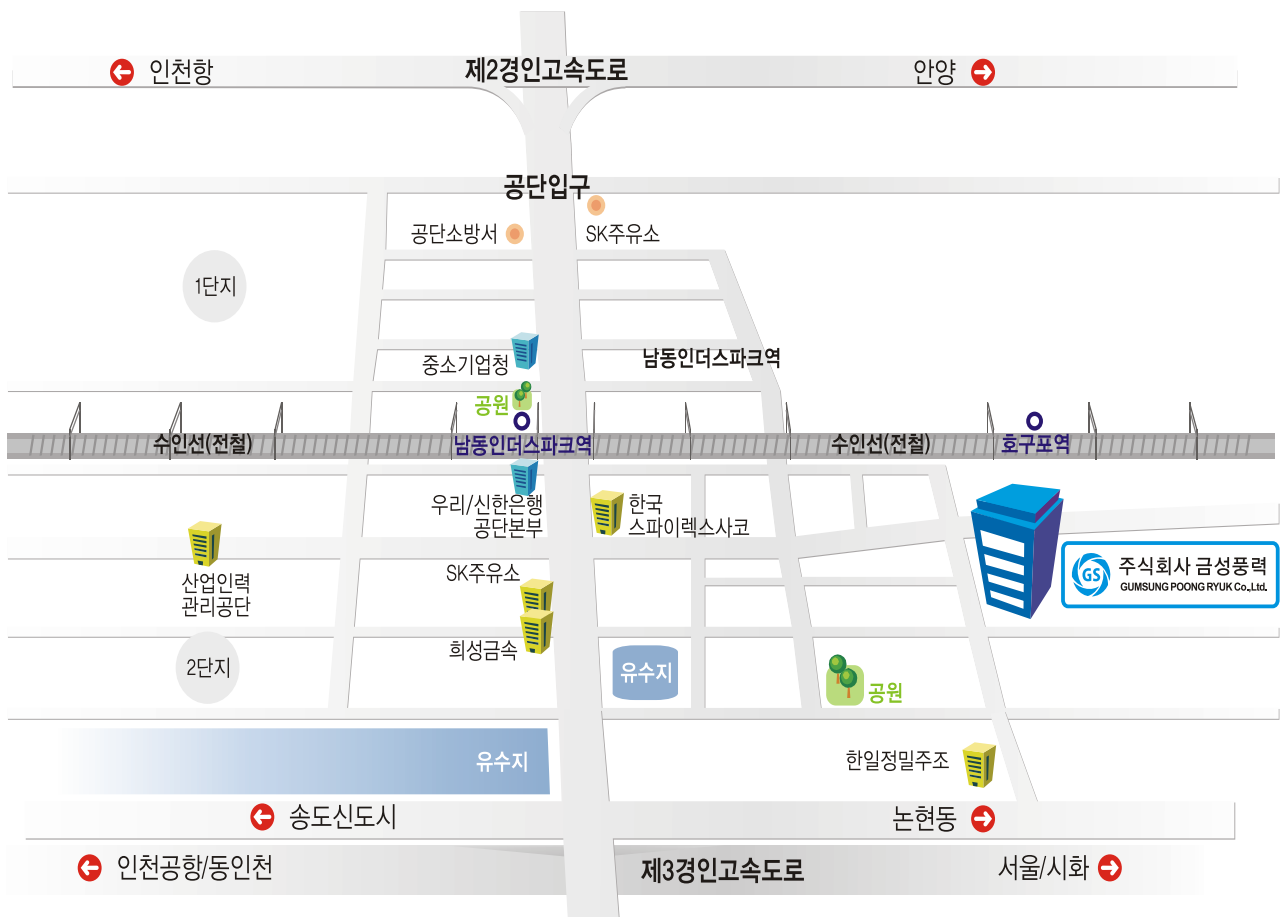 인천항
제2경인고속도로
안양
공단입구
공단소방서
SK주유소
1단지
중소기업청
남동인더스파크역
공원
수인선(전철)
남동인더스파크역
수인선(전철)
호구포역
우리/신한은행
공단본부
한국
스파이렉스사코
산업인력
관리공단
SK주유소
GS
주식회사 금성풍력
GUMSUNG POONG RYUK Co.,Ltd.
희성금속
2단지
유수지
공원
유수지
한일정밀주조
송도신도시
논현동
인천공항/동인천
제3경인고속도로
서울/시화